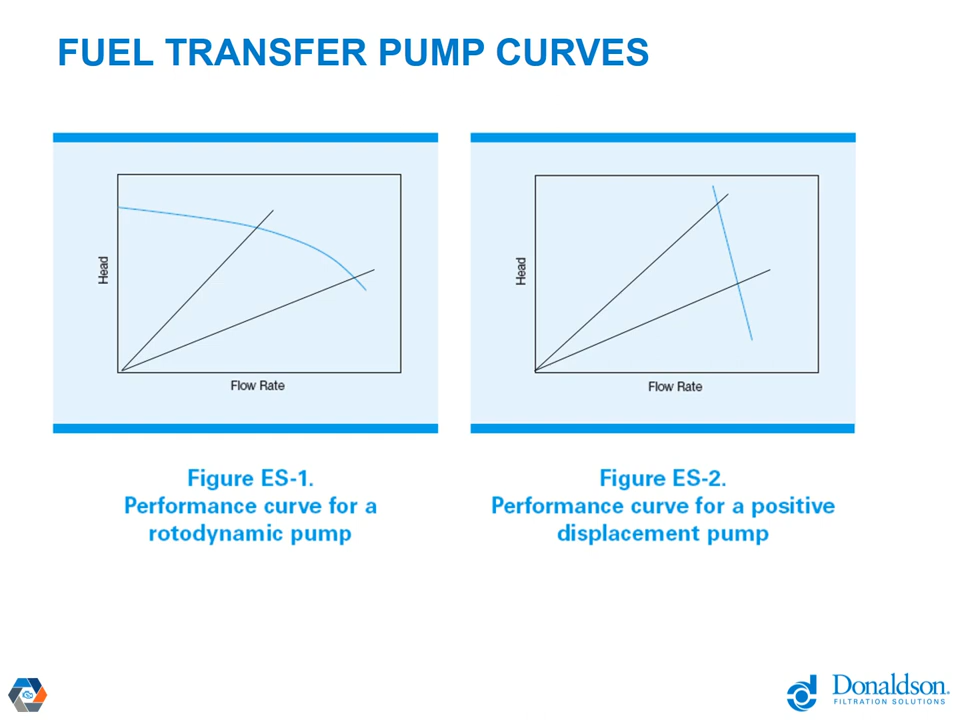 FUEL TRANSFER PUMP CURVES
Head
Flow Rate
Head
Flow Rate
Figure ES-1.
Performance curve for a
rotodynamic pump
Figure ES-2.
Performance curve for a positive
displacement pump
Donaldson.
FILTRATION SOLUTIONS